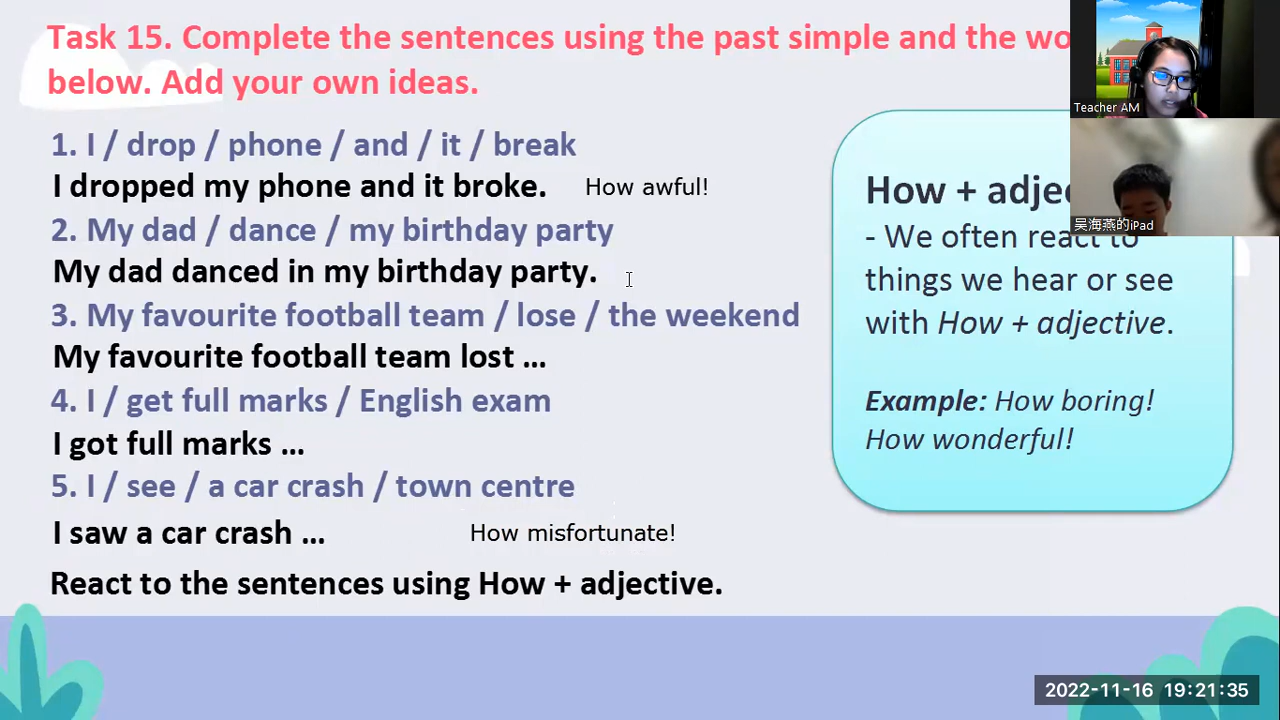 Task 15. Complete the sentences using the past simple and the
below. Add your own ideas.
1. I / drop / phone / and / it / break
I dropped my phone and it broke. How awful!
2. My dad / dance / my birthday party
My dad danced in my birthday party.
3. My favourite football team / lose / the weekend
My favourite football team lost ...
4. I / get full marks / English exam
I got full marks ...
5. I / see / a car crash / town centre
I saw a car crash ... How misfortunate!
React to the sentences using How + adjective.
How +
- We often react to
things we hear or see
with How + adjective.
Example: How boring!
How wonderful!
Teacher AM
吴海燕的iPad
2022-11-16 19:21:35